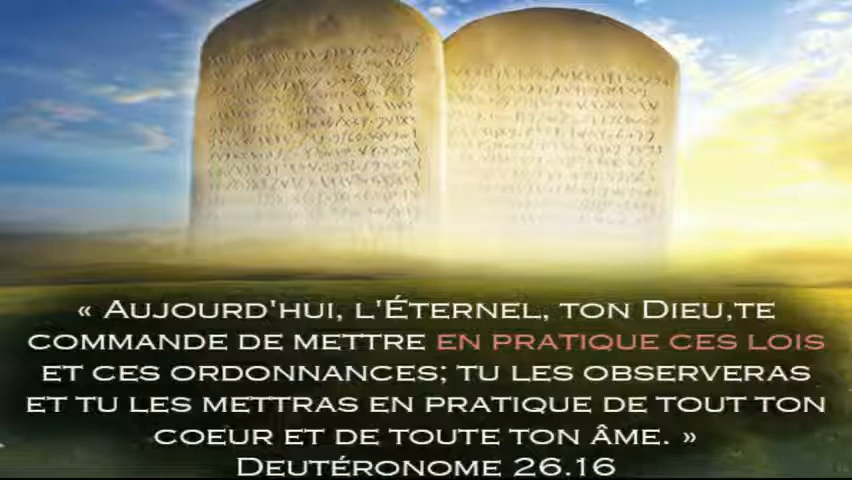 « Aujourd'hui, l'Éternel, ton Dieu,te
commande de mettre en pratique ces lois
et ces ordonnances; tu les observeras
et tu les mettras en pratique de tout ton
coeur et de toute ton âme. »
Deutéronome 26.16